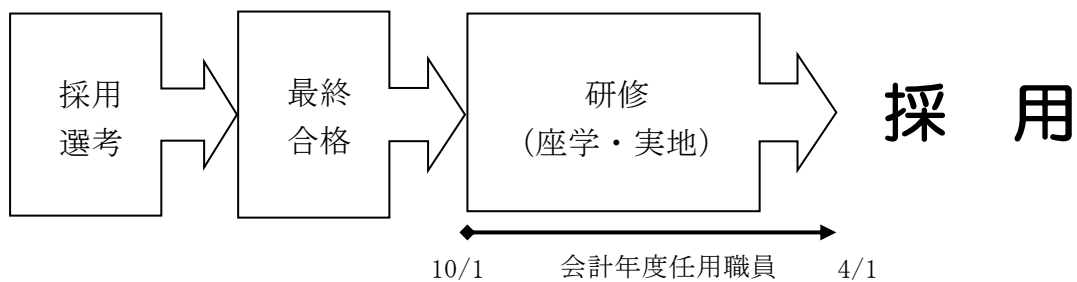 採用
選考
最終
合格
研修
(座学・実地)
採 用
10/1 会計年度任用職員 4/1